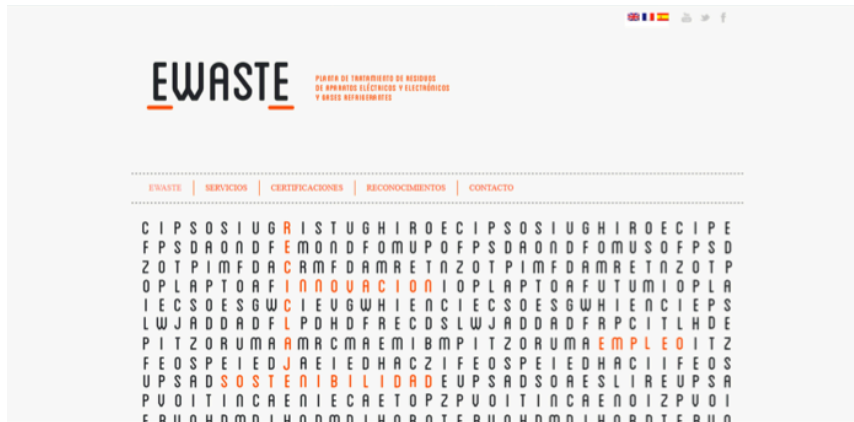 EWASTE
PLANTA DE TRATAMIENTO DE RESIDUOS
DE APARATOS ELÉCTRICOS Y ELECTRÓNICOS
Y GASES REFRIGERANTES
EWASTE SERVICIOS CERTIFICACIONES RECONOCIMIENTOS CONTACTO
CIPSOSIUGRISTUGHIROECIPSOSIUGHIROECIPE
FPSDAONDFEMONDFOMUPOFPSDAONDFOMUSOFPSD
ZOTPIMFDACRMFDAMRETNZOTPIMFDAMRETNZOTP
OPLAPTOAFINNOVACIONIOPLAPTOAFUTUMIOPLA
IECSOESGWCIEVGWHIENCIECSOESGWHIENCIEPS
LWJADDADFLPDHDFRECDSLWJADDADFRPCITLHDE
PITZORUMAAMRCMAEMIBMPITZORUMAEMPLEOITZ
FEOSPEIEDJAEIEDHACZIFEOSPEIEDHACIIFEOS
UPSADSOSTENIBILIDADEUPSADSOAESLIREUPSA
PVOITINCAENIECAETOPZPVOITINCAENOIZPVOI